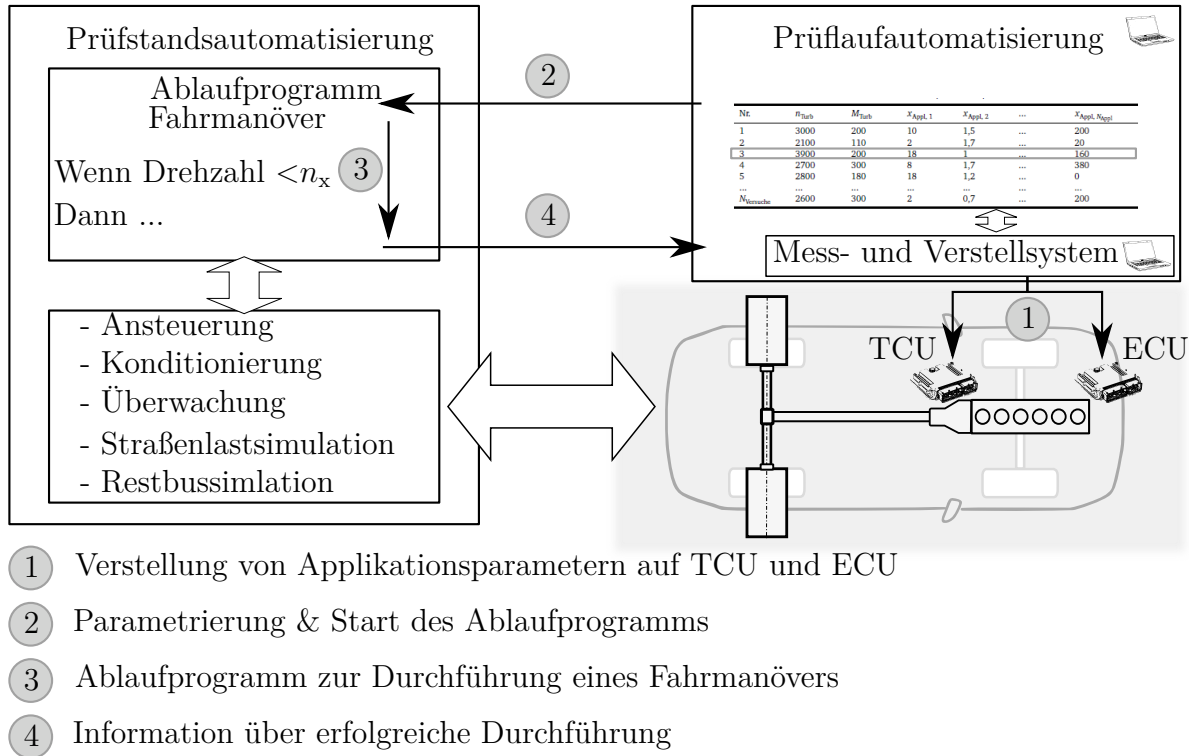 Prüfstandsautomatisierung
Ablaufprogramm
Fahrmanöver
Wenn Drehzahl <nx
3
Dann ...
- Ansteuerung
- Konditionierung
- Überwachung
- Straßenlastsimulation
- Restbussimlation
2
4
Prüflaufautomatisierung
Nr. nTurb MTurb xAppl, 1 xAppl, 2 ... xAppl, NAppl
1 3000 200 10 1,5 ... 200
2 2100 110 2 1,7 ... 20
3 3900 200 18 1 ... 160
4 2700 300 8 1,7 ... 380
5 2800 180 18 1,2 ... 0
... ... ... ... ... ... ...
NVersuche 2600 300 2 0,7 ... 200
Mess- und Verstellsystem
1
TCU
ECU
1 Verstellung von Applikationsparametern auf TCU und ECU
2 Parametrierung & Start des Ablaufprogramms
3 Ablaufprogramm zur Durchführung eines Fahrmanövers
4 Information über erfolgreiche Durchführung